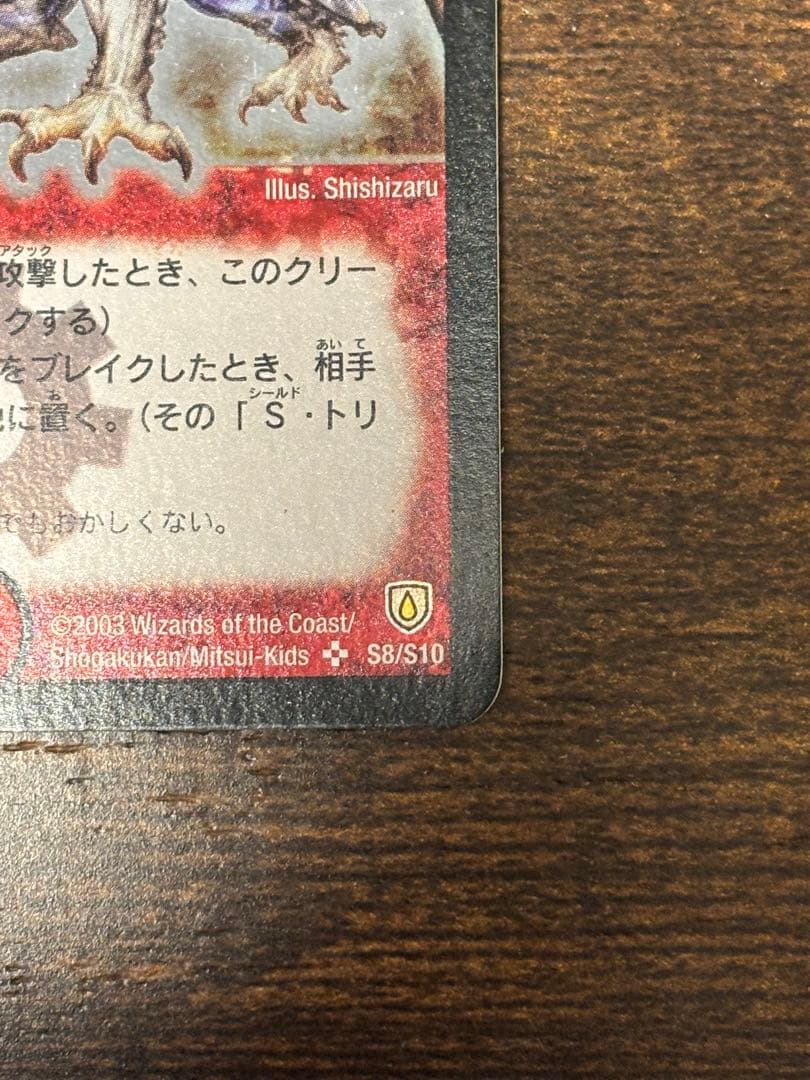 Illus. Shishizaru
アタック
攻撃したとき、このクリー
クする)
あいて
をブレイクしたとき、相手
お シールド
に置く。(その「S・トリ
でもおかしくない。
©2003 Wizards of the Coast/
Shogakukan/Mitsui-Kids S8/S10